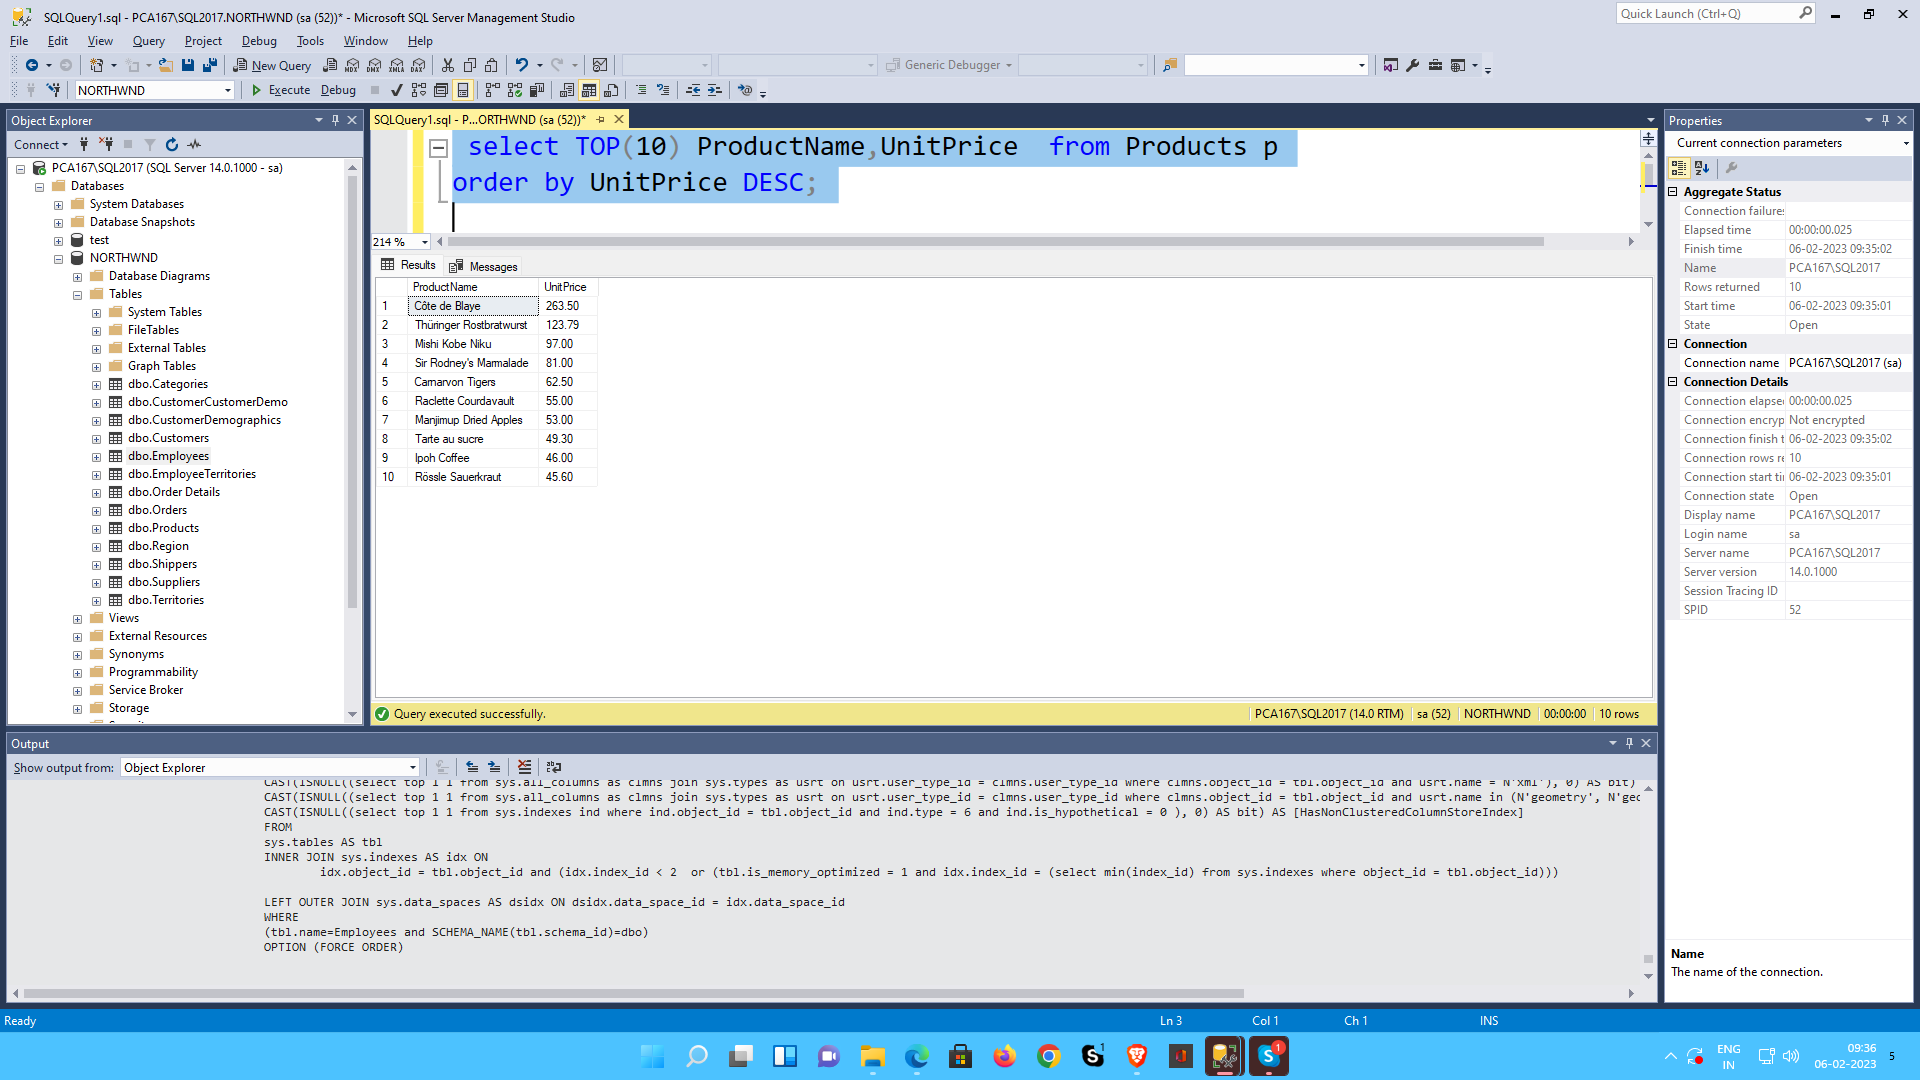 SQLQuery1.sql - PCA167\SQL2017.NORTHWND (sa (52))* - Microsoft SQL Server Management Studio
Quick Launch (Ctrl+Q)
File Edit View Query Project Debug Tools Window Help
New Query
MDX DMX XMLA DAX
Generic Debugger
NORTHWND
Execute Debug
Object Explorer
SQLQuery1.sql - P...ORTHWND (sa (52))*
Properties
Connect
select TOP(10) ProductName,UnitPrice  from Products p
order by UnitPrice DESC;
214 %
Current connection parameters
PCA167\SQL2017 (SQL Server 14.0.1000 - sa)
Databases
System Databases
Database Snapshots
test
NORTHWND
Database Diagrams
Tables
System Tables
FileTables
External Tables
Graph Tables
dbo.Categories
dbo.CustomerCustomerDemo
dbo.CustomerDemographics
dbo.Customers
dbo.Employees
dbo.EmployeeTerritories
dbo.Order Details
dbo.Orders
dbo.Products
dbo.Region
dbo.Shippers
dbo.Suppliers
dbo.Territories
Views
External Resources
Synonyms
Programmability
Service Broker
Storage
Results Messages
ProductName UnitPrice
1 Côte de Blaye 263.50
2 Thüringer Rostbratwurst 123.79
3 Mishi Kobe Niku 97.00
4 Sir Rodney's Marmalade 81.00
5 Carnarvon Tigers 62.50
6 Raclette Courdavault 55.00
7 Manjimup Dried Apples 53.00
8 Tarte au sucre 49.30
9 Ipoh Coffee 46.00
10 Rössle Sauerkraut 45.60
Query executed successfully.
PCA167\SQL2017 (14.0 RTM) sa (52) NORTHWND 00:00:00 10 rows
Aggregate Status
Connection failures
Elapsed time 00:00:00.025
Finish time 06-02-2023 09:35:02
Name PCA167\SQL2017
Rows returned 10
Start time 06-02-2023 09:35:01
State Open
Connection
Connection name PCA167\SQL2017 (sa)
Connection Details
Connection elapse 00:00:00.025
Connection encryp Not encrypted
Connection finish t 06-02-2023 09:35:02
Connection rows re 10
Connection start ti 06-02-2023 09:35:01
Connection state Open
Display name PCA167\SQL2017
Login name sa
Server name PCA167\SQL2017
Server version 14.0.1000
Session Tracing ID
SPID 52
Name
The name of the connection.
Output
Show output from: Object Explorer
CAST(ISNULL((select top 1 1 from sys.all_columns as clmns join sys.types as usrt on usrt.user_type_id = clmns.user_type_id where clmns.object_id = tbl.object_id and usrt.name = N'xml'), 0) AS bit)
CAST(ISNULL((select top 1 1 from sys.all_columns as clmns join sys.types as usrt on usrt.user_type_id = clmns.user_type_id where clmns.object_id = tbl.object_id and usrt.name in (N'geometry', N'geo
CAST(ISNULL((select top 1 1 from sys.indexes ind where ind.object_id = tbl.object_id and ind.type = 6 and ind.is_hypothetical = 0 ), 0) AS bit) AS [HasNonClusteredColumnStoreIndex]
FROM
sys.tables AS tbl
INNER JOIN sys.indexes AS idx ON
idx.object_id = tbl.object_id and (idx.index_id < 2  or (tbl.is_memory_optimized = 1 and idx.index_id = (select min(index_id) from sys.indexes where object_id = tbl.object_id)))
LEFT OUTER JOIN sys.data_spaces AS dsidx ON dsidx.data_space_id = idx.data_space_id
WHERE
(tbl.name=Employees and SCHEMA_NAME(tbl.schema_id)=dbo)
OPTION (FORCE ORDER)
Ready Ln 3 Col 1 Ch 1 INS
ENG
IN
09:36
06-02-2023
5